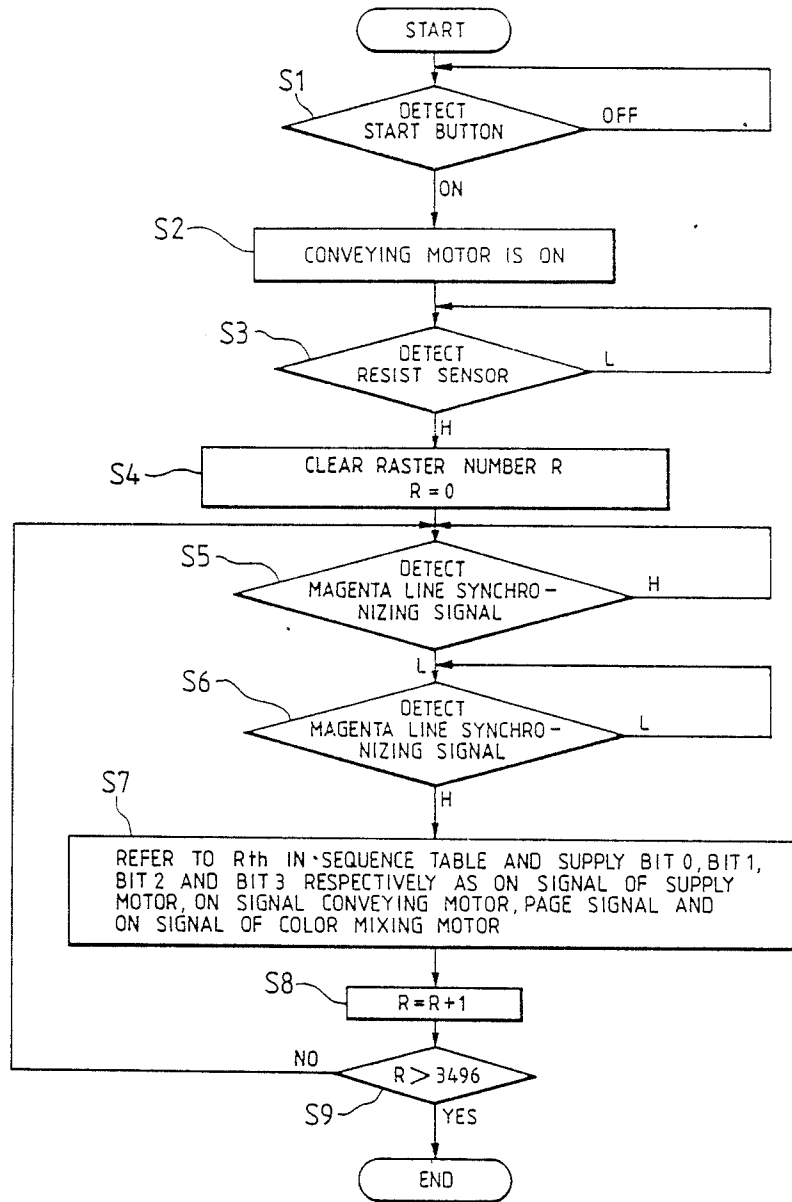 START
S1
DETECT
START BUTTON
OFF
ON
S2
CONVEYING MOTOR IS ON
S3
DETECT
RESIST SENSOR
L
H
S4
CLEAR RASTER NUMBER R
R = 0
S5
DETECT
MAGENTA LINE SYNCHRO-
NIZING SIGNAL
H
L
S6
DETECT
MAGENTA LINE SYNCHRO-
NIZING SIGNAL
L
H
S7
REFER TO Rth IN SEQUENCE TABLE AND SUPPLY BIT 0, BIT 1,
BIT 2 AND BIT 3 RESPECTIVELY AS ON SIGNAL OF SUPPLY
MOTOR, ON SIGNAL CONVEYING MOTOR, PAGE SIGNAL AND
ON SIGNAL OF COLOR MIXING MOTOR
S8
R=R+1
NO
R > 3496
S9
YES
END